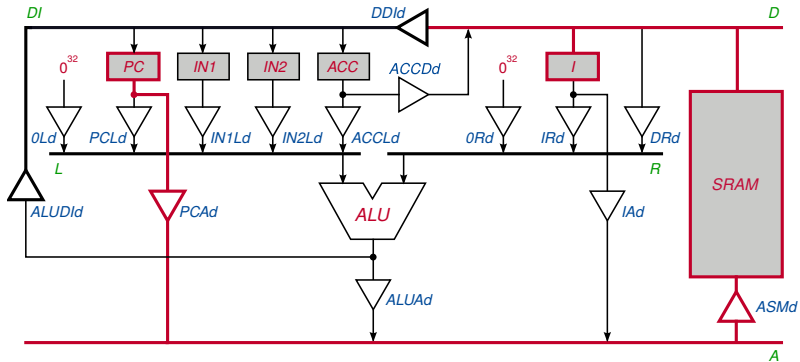 DI DDId D
0³² PC IN1 IN2 ACC ACCDd 0³² I
0Ld PCLd IN1Ld IN2Ld ACCLd 0Rd IRd DRd
L R
SRAM
ALUDId PCAd ALU IAd
ALUAd ASMd
A